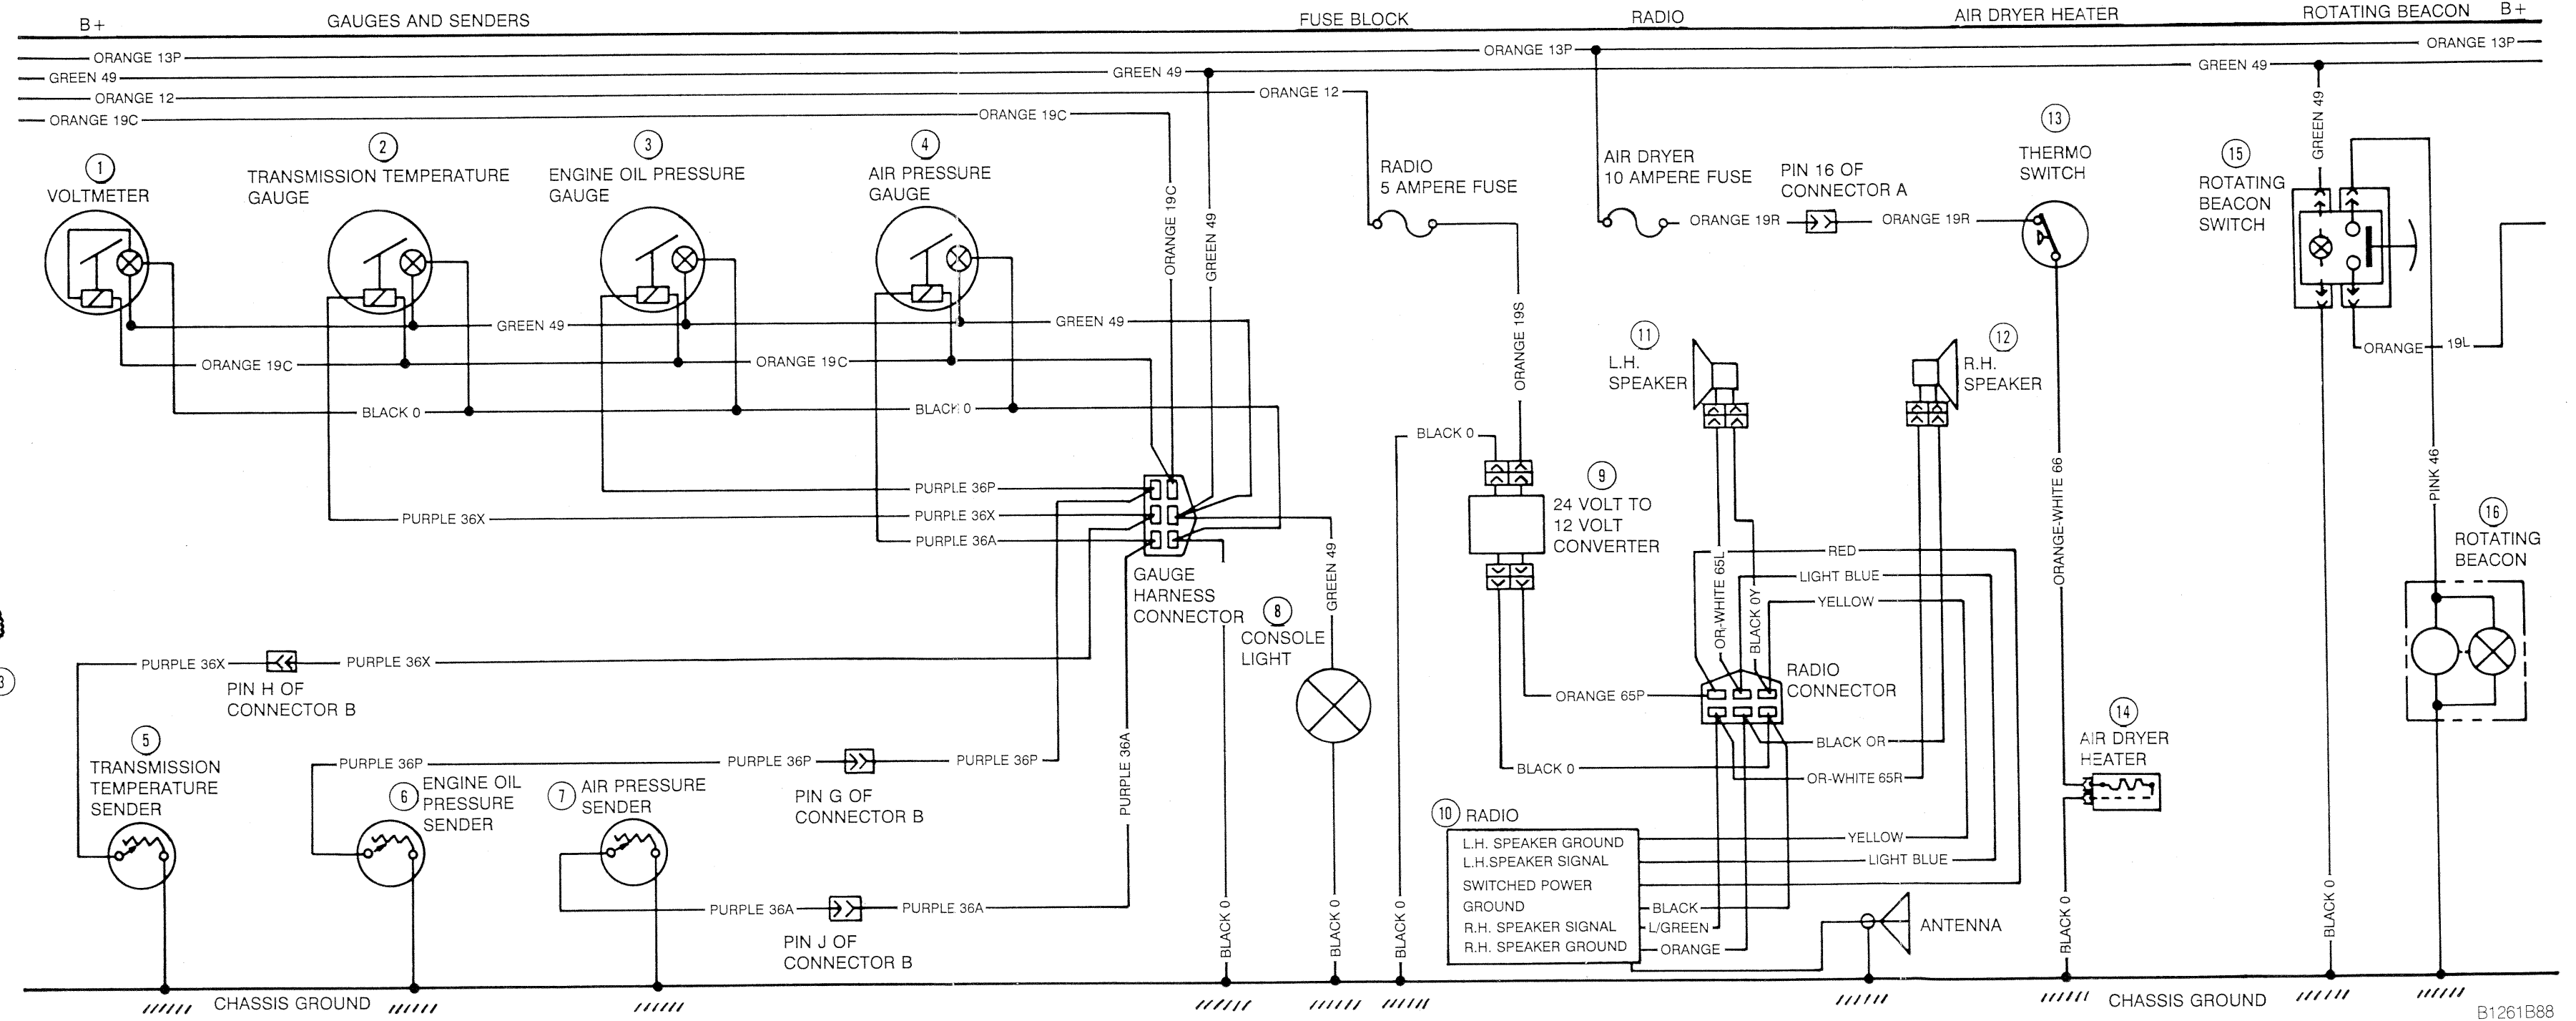 B+
GAUGES AND SENDERS
FUSE BLOCK
RADIO
AIR DRYER HEATER
ROTATING BEACON
B+
ORANGE 13P
ORANGE 13P
ORANGE 13P
GREEN 49
GREEN 49
GREEN 49
ORANGE 12
ORANGE 12
ORANGE 19C
ORANGE 19C
1
VOLTMETER
2
TRANSMISSION TEMPERATURE
GAUGE
3
ENGINE OIL PRESSURE
GAUGE
4
AIR PRESSURE
GAUGE
ORANGE 19C
GREEN 49
RADIO
5 AMPERE FUSE
AIR DRYER
10 AMPERE FUSE
PIN 16 OF
CONNECTOR A
13
THERMO
SWITCH
15
ROTATING
BEACON
SWITCH
GREEN 49
ORANGE 19R
ORANGE 19R
GREEN 49
GREEN 49
ORANGE 19C
ORANGE 19C
BLACK 0
BLACK 0
ORANGE 19S
11
L.H.
SPEAKER
12
R.H.
SPEAKER
ORANGE
19L
BLACK 0
PURPLE 36P
PURPLE 36X
PURPLE 36X
PURPLE 36A
9
24 VOLT TO
12 VOLT
CONVERTER
ORANGE-WHITE 66
PINK 46
16
ROTATING
BEACON
GAUGE
HARNESS
CONNECTOR
8
CONSOLE
LIGHT
GREEN 49
OR-WHITE 65L
BLACK 0Y
RED
LIGHT BLUE
YELLOW
RADIO
CONNECTOR
ORANGE 65P
PURPLE 36X
PURPLE 36X
PIN H OF
CONNECTOR B
3
5
TRANSMISSION
TEMPERATURE
SENDER
PURPLE 36P
PURPLE 36P
PURPLE 36P
6
ENGINE OIL
PRESSURE
SENDER
7
AIR PRESSURE
SENDER
PIN G OF
CONNECTOR B
PURPLE 36A
BLACK OR
BLACK 0
OR-WHITE 65R
14
AIR DRYER
HEATER
10
RADIO
L.H. SPEAKER GROUND
L.H.SPEAKER SIGNAL
SWITCHED POWER
GROUND
R.H. SPEAKER SIGNAL
R.H. SPEAKER GROUND
YELLOW
LIGHT BLUE
BLACK
L/GREEN
ORANGE
ANTENNA
PURPLE 36A
PURPLE 36A
PIN J OF
CONNECTOR B
BLACK 0
BLACK 0
BLACK 0
BLACK 0
BLACK 0
CHASSIS GROUND
CHASSIS GROUND
B1261B88